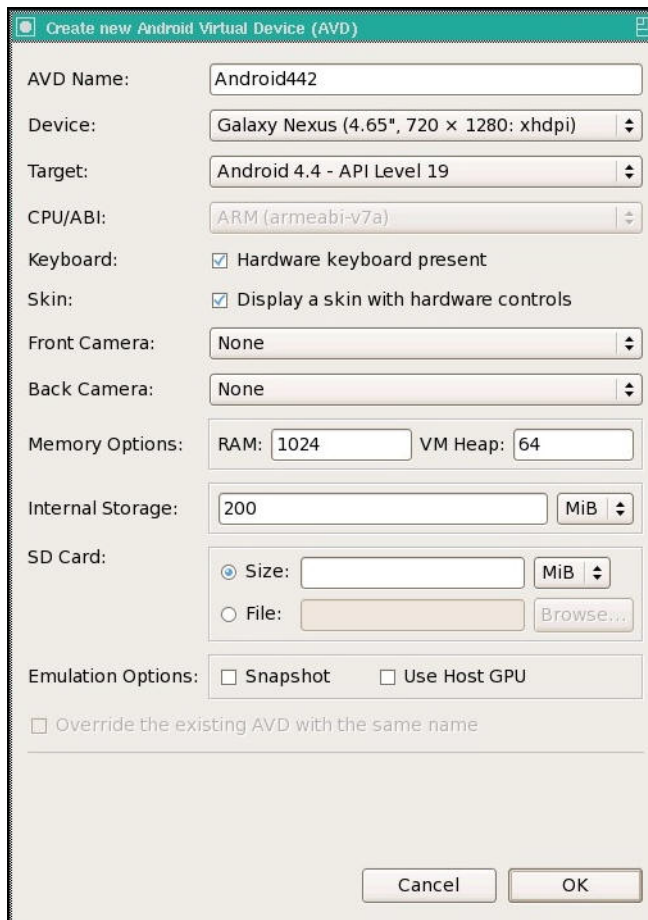 Create new Android Virtual Device (AVD)
AVD Name: Android442
Device: Galaxy Nexus (4.65", 720 × 1280: xhdpi)
Target: Android 4.4 - API Level 19
CPU/ABI: ARM (armeabi-v7a)
Keyboard: Hardware keyboard present
Skin: Display a skin with hardware controls
Front Camera: None
Back Camera: None
Memory Options: RAM: 1024 VM Heap: 64
Internal Storage: 200 MiB
SD Card:
Size: MiB
File: Browse...
Emulation Options: Snapshot Use Host GPU
Override the existing AVD with the same name
Cancel OK